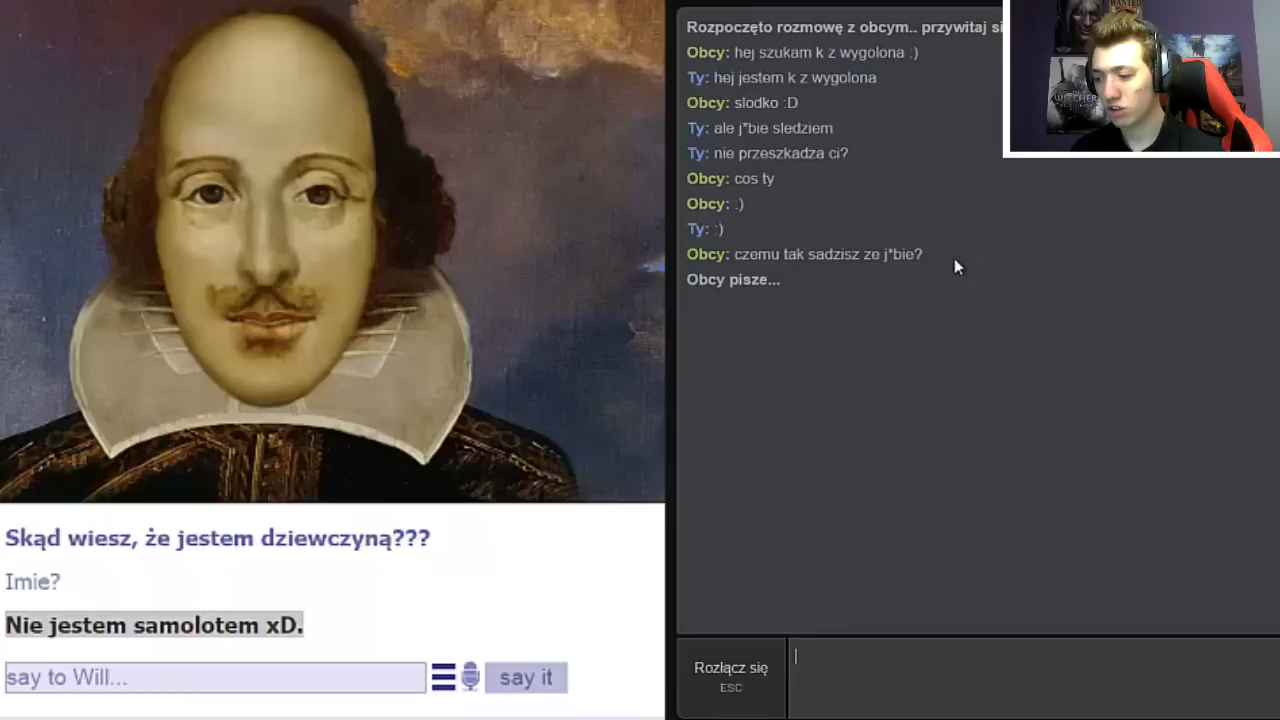 Rozpoczęto rozmowę z obcym.. przywitaj
Obcy: hej szukam k z wygolona :)
Ty: hej jestem k z wygolona
Obcy: slodko :D
Ty: ale j*bie sledziem
Ty: nie przeszkadza ci?
Obcy: cos ty
Obcy: :)
Ty: :)
Obcy: czemu tak sadzisz ze j*bie?
Obcy pisze...
Rozłącz się
ESC
Skąd wiesz, że jestem dziewczyną???
Imie?
Nie jestem samolotem xD.
say to Will...
say it
WANTED
WITCHER